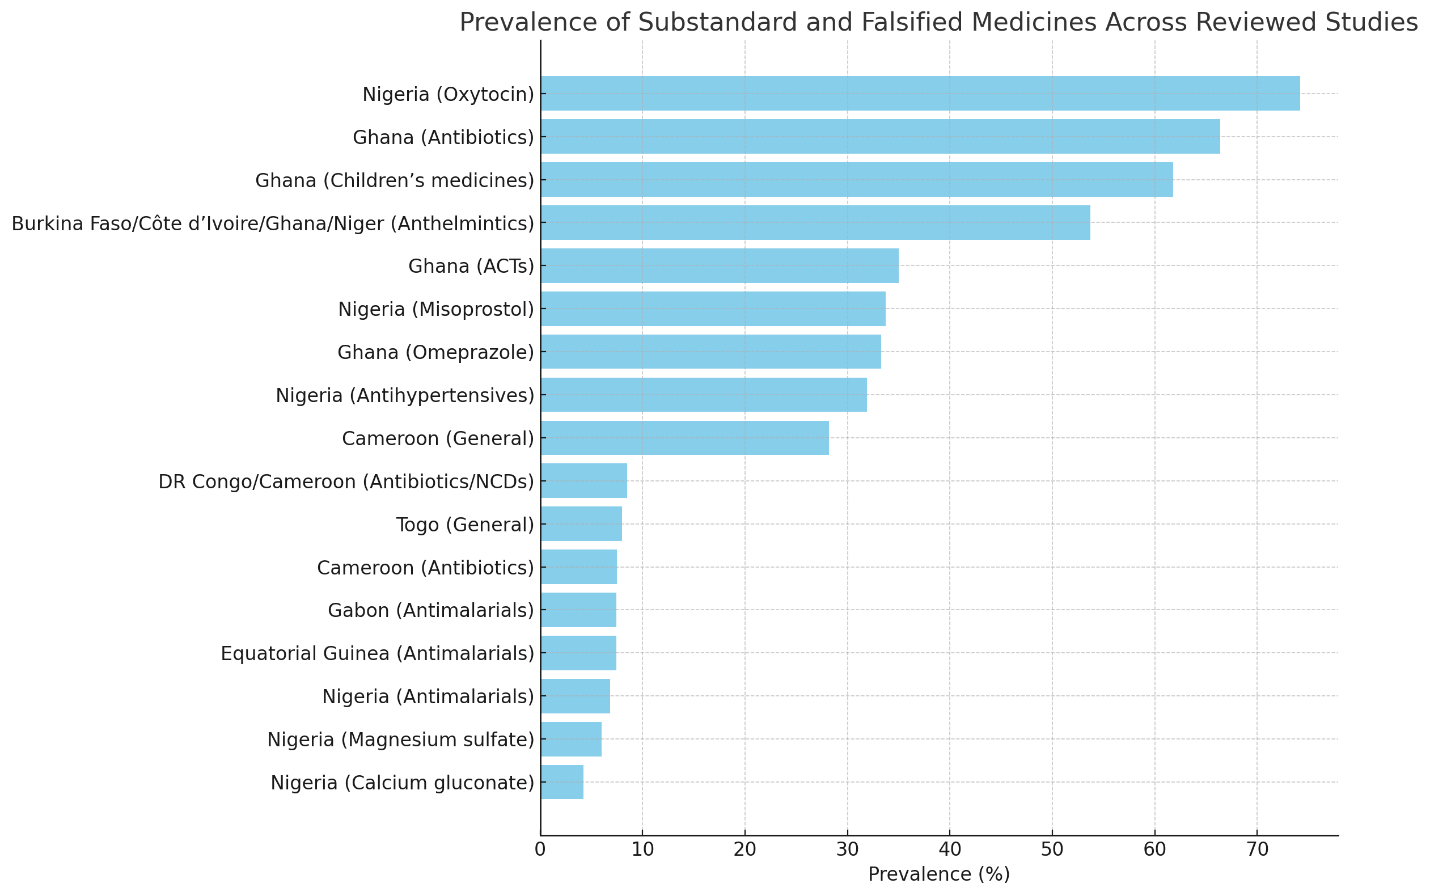 Prevalence of Substandard and Falsified Medicines Across Reviewed Studies
Nigeria (Oxytocin)
Ghana (Antibiotics)
Ghana (Children’s medicines)
Burkina Faso/Côte d’Ivoire/Ghana/Niger (Anthelmintics)
Ghana (ACTs)
Nigeria (Misoprostol)
Ghana (Omeprazole)
Nigeria (Antihypertensives)
Cameroon (General)
DR Congo/Cameroon (Antibiotics/NCDs)
Togo (General)
Cameroon (Antibiotics)
Gabon (Antimalarials)
Equatorial Guinea (Antimalarials)
Nigeria (Antimalarials)
Nigeria (Magnesium sulfate)
Nigeria (Calcium gluconate)
0 10 20 30 40 50 60 70
Prevalence (%)